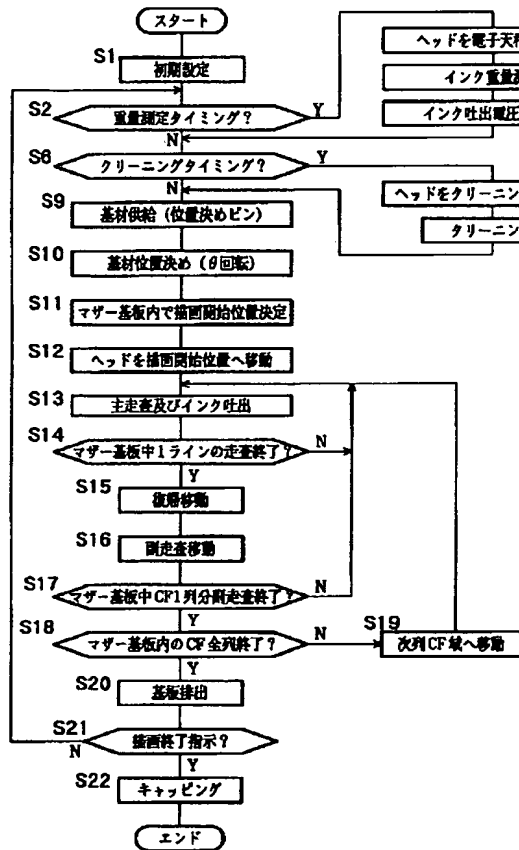 スタート
S1
初期設定
S2
重量測定タイミング？
Y
N
ヘッドを電子天秤
インク重量測
インク吐出電圧
S6
クリーニングタイミング？
Y
N
ヘッドをクリーニン
クリーニン
S9
基材供給（位置決めピン）
S10
基材位置決め（θ回転）
S11
マザー基板内で描画開始位置決定
S12
ヘッドを描画開始位置へ移動
S13
主走査及びインク吐出
S14
マザー基板中１ラインの走査終了？
N
Y
S15
復帰移動
S16
副走査移動
S17
マザー基板中CF１列分副走査終了？
N
Y
S18
マザー基板内のCF全列終了？
N
Y
S19
次列CF域へ移動
S20
基板排出
S21
描画終了指示？
N
Y
S22
キャッピング
エンド